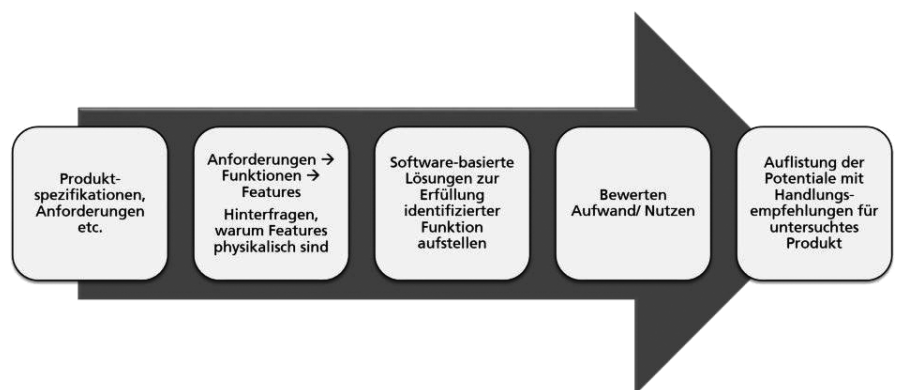 Produkt-
spezifikationen,
Anforderungen
etc.
Anforderungen →
Funktionen →
Features
Hinterfragen,
warum Features
physikalisch sind
Software-basierte
Lösungen zur
Erfüllung
identifizierter
Funktion
aufstellen
Bewerten
Aufwand/ Nutzen
Auflistung der
Potentiale mit
Handlungs-
empfehlungen für
untersuchtes
Produkt